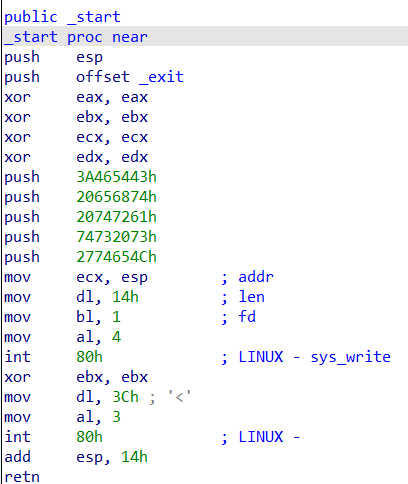 public _start
_start proc near
push    esp
push    offset _exit
xor     eax, eax
xor     ebx, ebx
xor     ecx, ecx
xor     edx, edx
push    3A465443h
push    20656874h
push    20747261h
push    74732073h
push    2774654Ch
mov     ecx, esp        ; addr
mov     dl, 14h         ; len
mov     bl, 1           ; fd
mov     al, 4
int     80h             ; LINUX - sys_write
xor     ebx, ebx
mov     dl, 3Ch ; '<'
mov     al, 3
int     80h             ; LINUX -
add     esp, 14h
retn